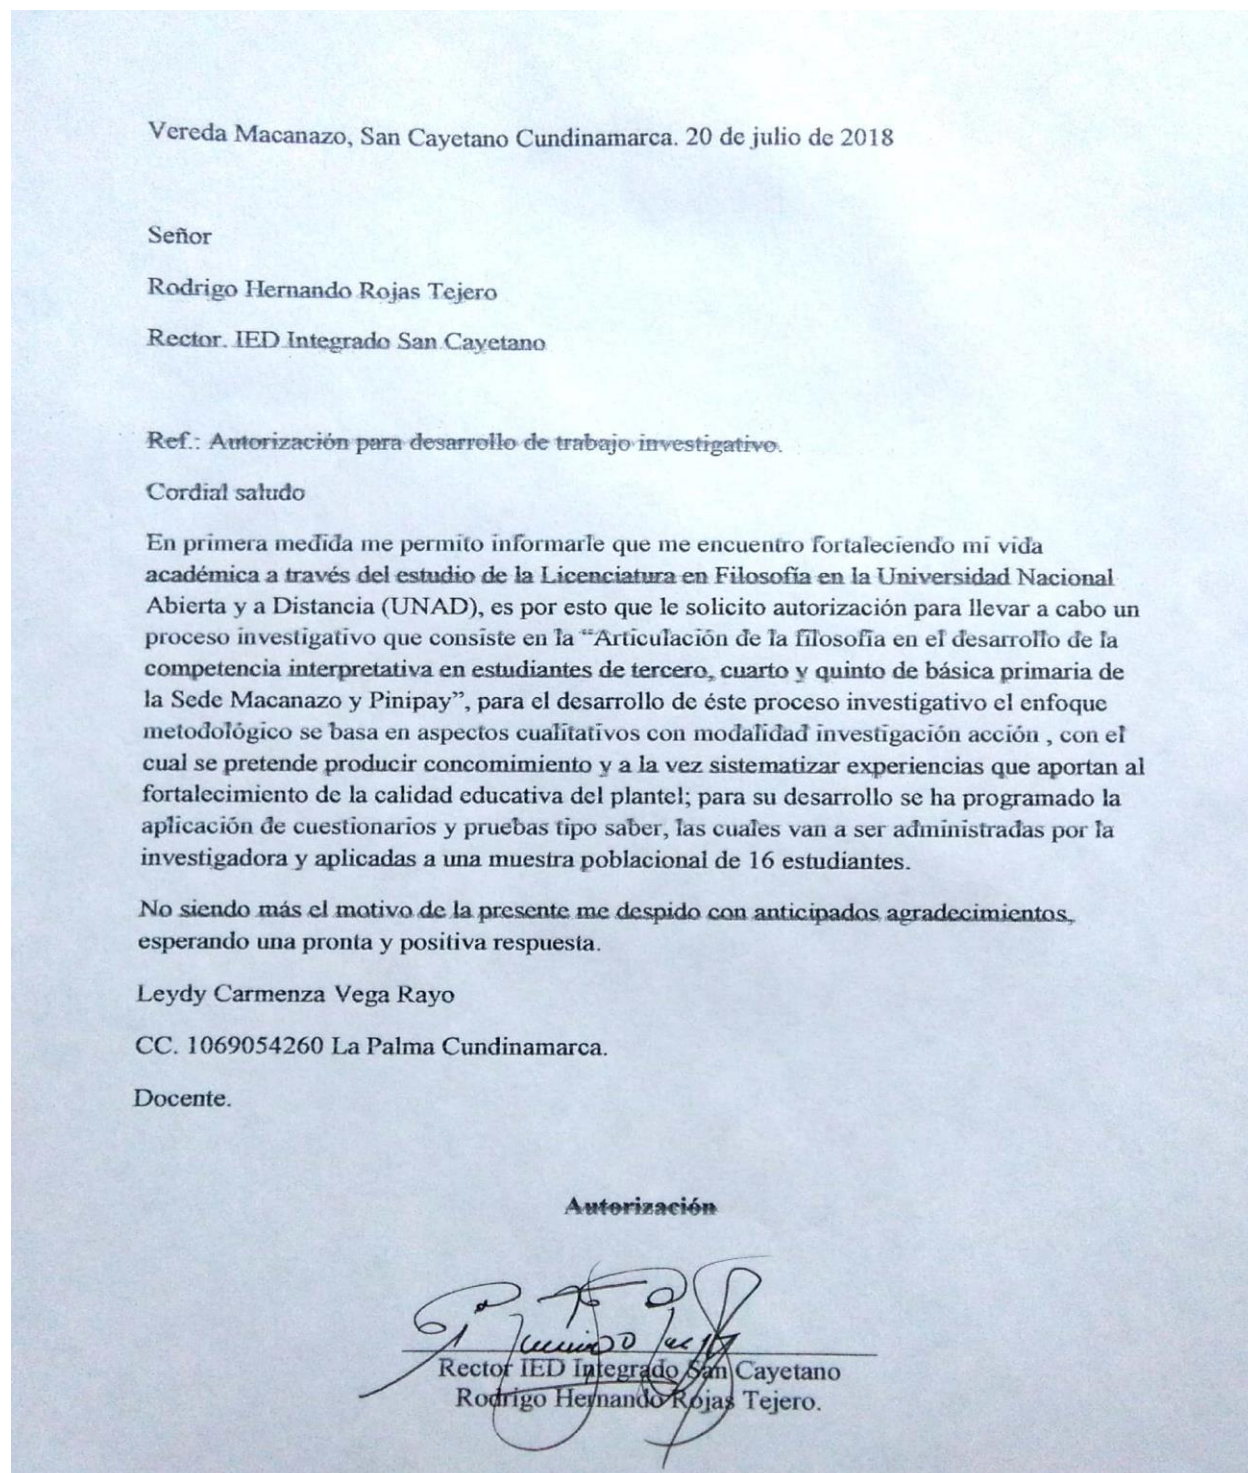 Vereda Macanazo, San Cayetano Cundinamarca. 20 de julio de 2018
Señor
Rodrigo Hernando Rojas Tejero
Rector. IED Integrado San Cayetano
Ref.: Autorización para desarrollo de trabajo investigativo.
Cordial saludo
En primera medida me permito informarle que me encuentro fortaleciendo mi vida
académica a través del estudio de la Licenciatura en Filosofía en la Universidad Nacional
Abierta y a Distancia (UNAD), es por esto que le solicito autorización para llevar a cabo un
proceso investigativo que consiste en la “Articulación de la filosofía en el desarrollo de la
competencia interpretativa en estudiantes de tercero, cuarto y quinto de básica primaria de
la Sede Macanazo y Pinipay”, para el desarrollo de éste proceso investigativo el enfoque
metodológico se basa en aspectos cualitativos con modalidad investigación acción , con el
cual se pretende producir concomimiento y a la vez sistematizar experiencias que aportan al
fortalecimiento de la calidad educativa del plantel; para su desarrollo se ha programado la
aplicación de cuestionarios y pruebas tipo saber, las cuales van a ser administradas por la
investigadora y aplicadas a una muestra poblacional de 16 estudiantes.
No siendo más el motivo de la presente me despido con anticipados agradecimientos,
esperando una pronta y positiva respuesta.
Leydy Carmenza Vega Rayo
CC. 1069054260 La Palma Cundinamarca.
Docente.
Autorización
Rector IED Integrado San Cayetano
Rodrigo Hernando Rojas Tejero.